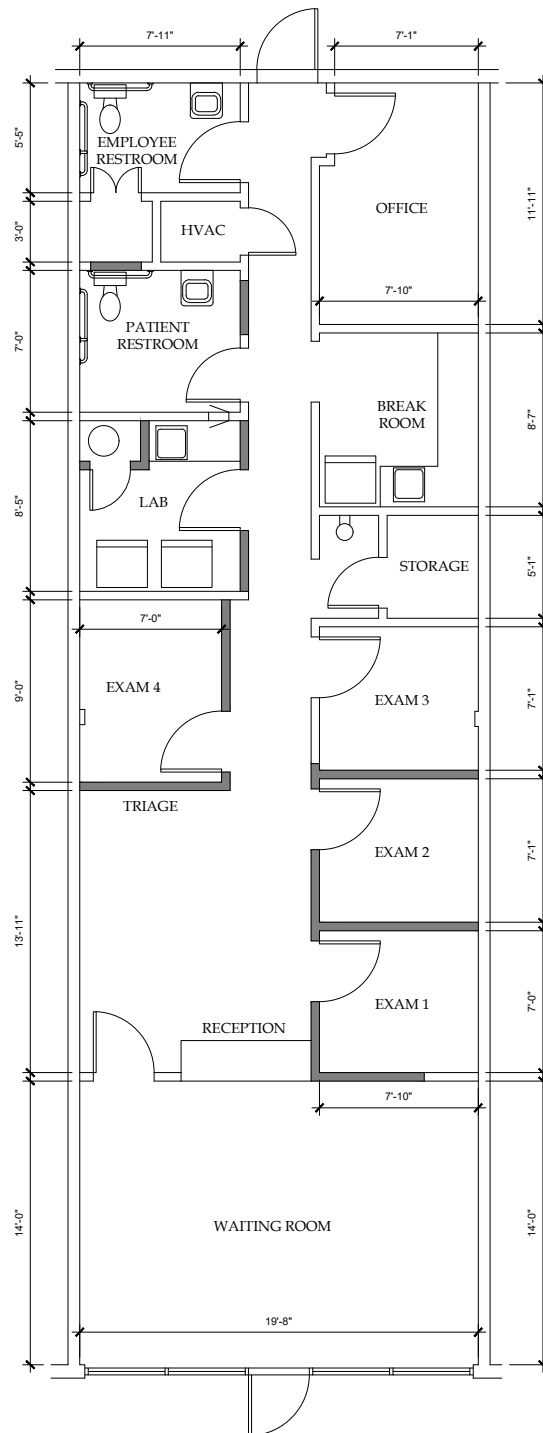 7'-11"
7'-1"
5'-5"
EMPLOYEE
RESTROOM
OFFICE
11'-11"
3'-0"
HVAC
7'-10"
7'-0"
PATIENT
RESTROOM
BREAK
ROOM
8'-7"
8'-5"
LAB
STORAGE
5'-1"
7'-0"
9'-0"
EXAM 4
EXAM 3
7'-1"
TRIAGE
EXAM 2
7'-1"
13'-11"
EXAM 1
7'-0"
RECEPTION
7'-10"
14'-0"
WAITING ROOM
14'-0"
19'-8"